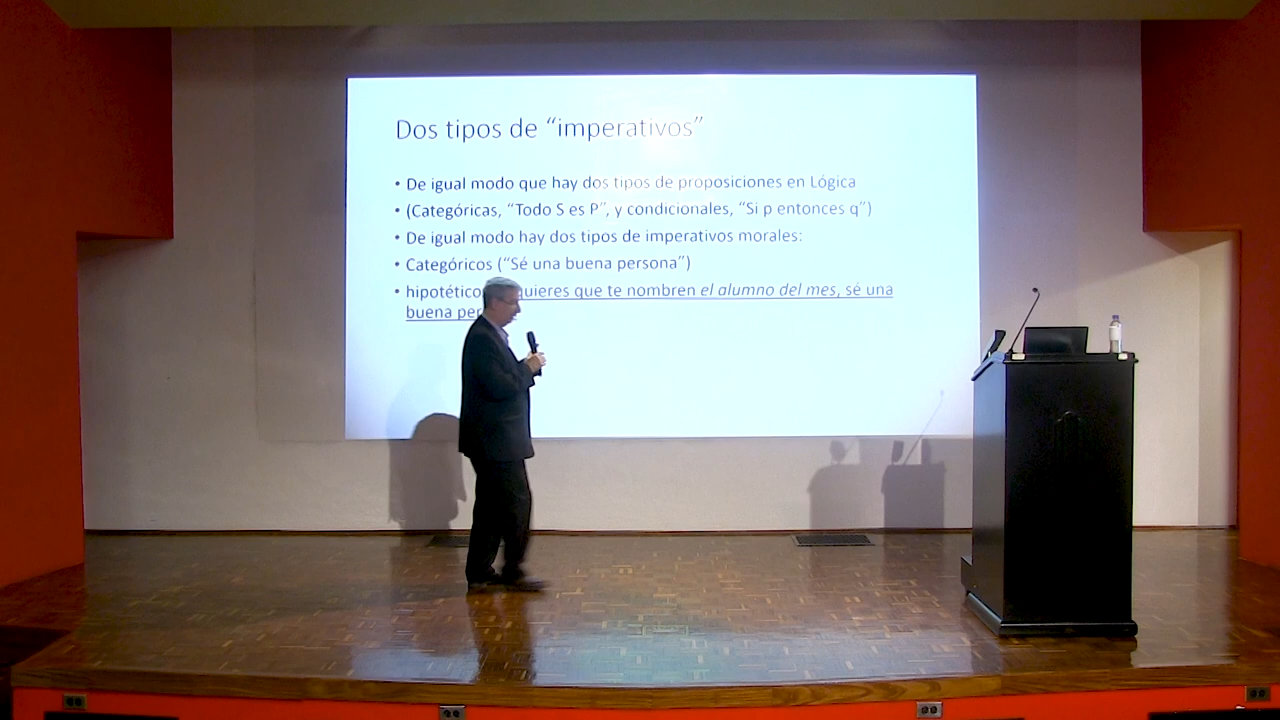 Dos tipos de “imperativos”
• De igual modo que hay dos tipos de proposiciones en Lógica
• (Categóricas, “Todo S es P”, y condicionales, “Si p entonces q”)
• De igual modo hay dos tipos de imperativos morales:
• Categóricos (“Sé una buena persona”)
• hipotético quieres que te nombren el alumno del mes, sé una
buena per